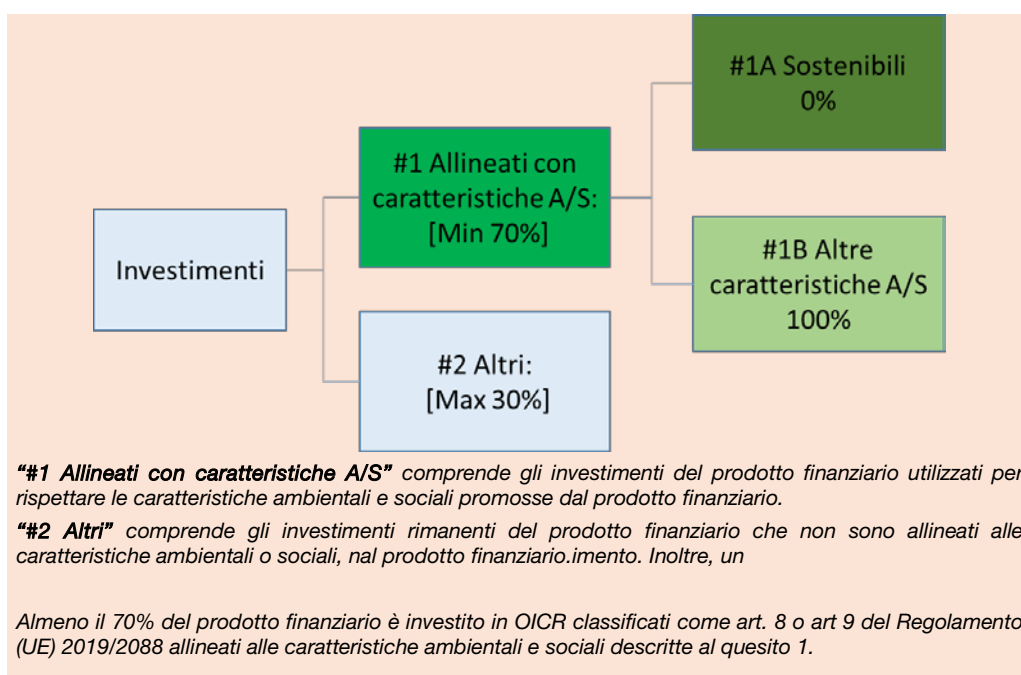 #1A Sostenibili
0%
#1 Allineati con
caratteristiche A/S:
[Min 70%]
Investimenti
#1B Altre
caratteristiche A/S
100%
#2 Altri:
[Max 30%]
“#1 Allineati con caratteristiche A/S” comprende gli investimenti del prodotto finanziario utilizzati per
rispettare le caratteristiche ambientali e sociali promosse dal prodotto finanziario.
“#2 Altri” comprende gli investimenti rimanenti del prodotto finanziario che non sono allineati alle
caratteristiche ambientali o sociali, nal prodotto finanziario.imento. Inoltre, un
Almeno il 70% del prodotto finanziario è investito in OICR classificati come art. 8 o art 9 del Regolamento
(UE) 2019/2088 allineati alle caratteristiche ambientali e sociali descritte al quesito 1.